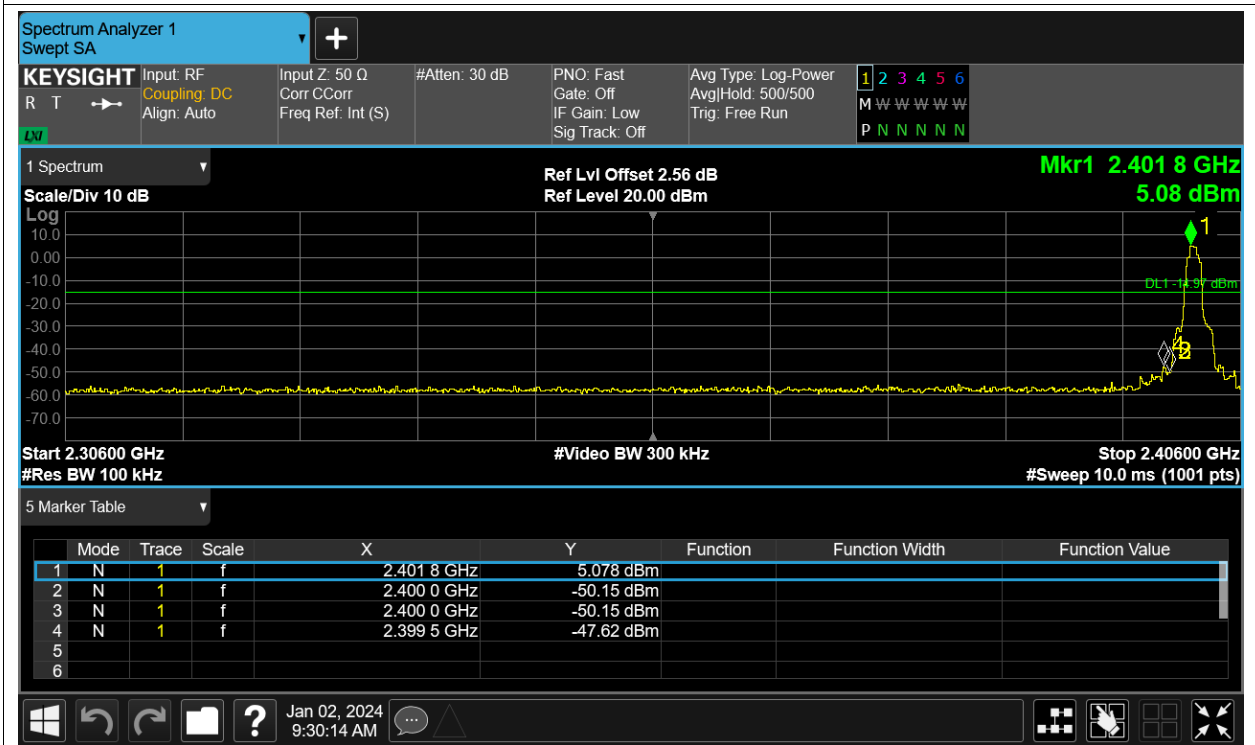 Spectrum Analyzer 1
Swept SA
KEYSIGHT
R T
LXI
Input: RF
Coupling: DC
Align: Auto
Input Z: 50 Ω
Corr CCorr
Freq Ref: Int (S)
#Atten: 30 dB
PNO: Fast
Gate: Off
IF Gain: Low
Sig Track: Off
Avg Type: Log-Power
Avg|Hold: 500/500
Trig: Free Run
1 2 3 4 5 6
M W W W W W
P N N N N N
1 Spectrum
Scale/Div 10 dB
Ref Lvl Offset 2.56 dB
Ref Level 20.00 dBm
Mkr1 2.401 8 GHz
5.08 dBm
Log
10.0
0.00
-10.0
-20.0
-30.0
-40.0
-50.0
-60.0
-70.0
1
DL1 -14.97 dBm
Start 2.30600 GHz
#Res BW 100 kHz
#Video BW 300 kHz
Stop 2.40600 GHz
#Sweep 10.0 ms (1001 pts)
5 Marker Table
Mode Trace Scale X Y Function Function Width Function Value
1 N 1 f 2.401 8 GHz 5.078 dBm
2 N 1 f 2.400 0 GHz -50.15 dBm
3 N 1 f 2.400 0 GHz -50.15 dBm
4 N 1 f 2.399 5 GHz -47.62 dBm
5
6
?
Jan 02, 2024
9:30:14 AM